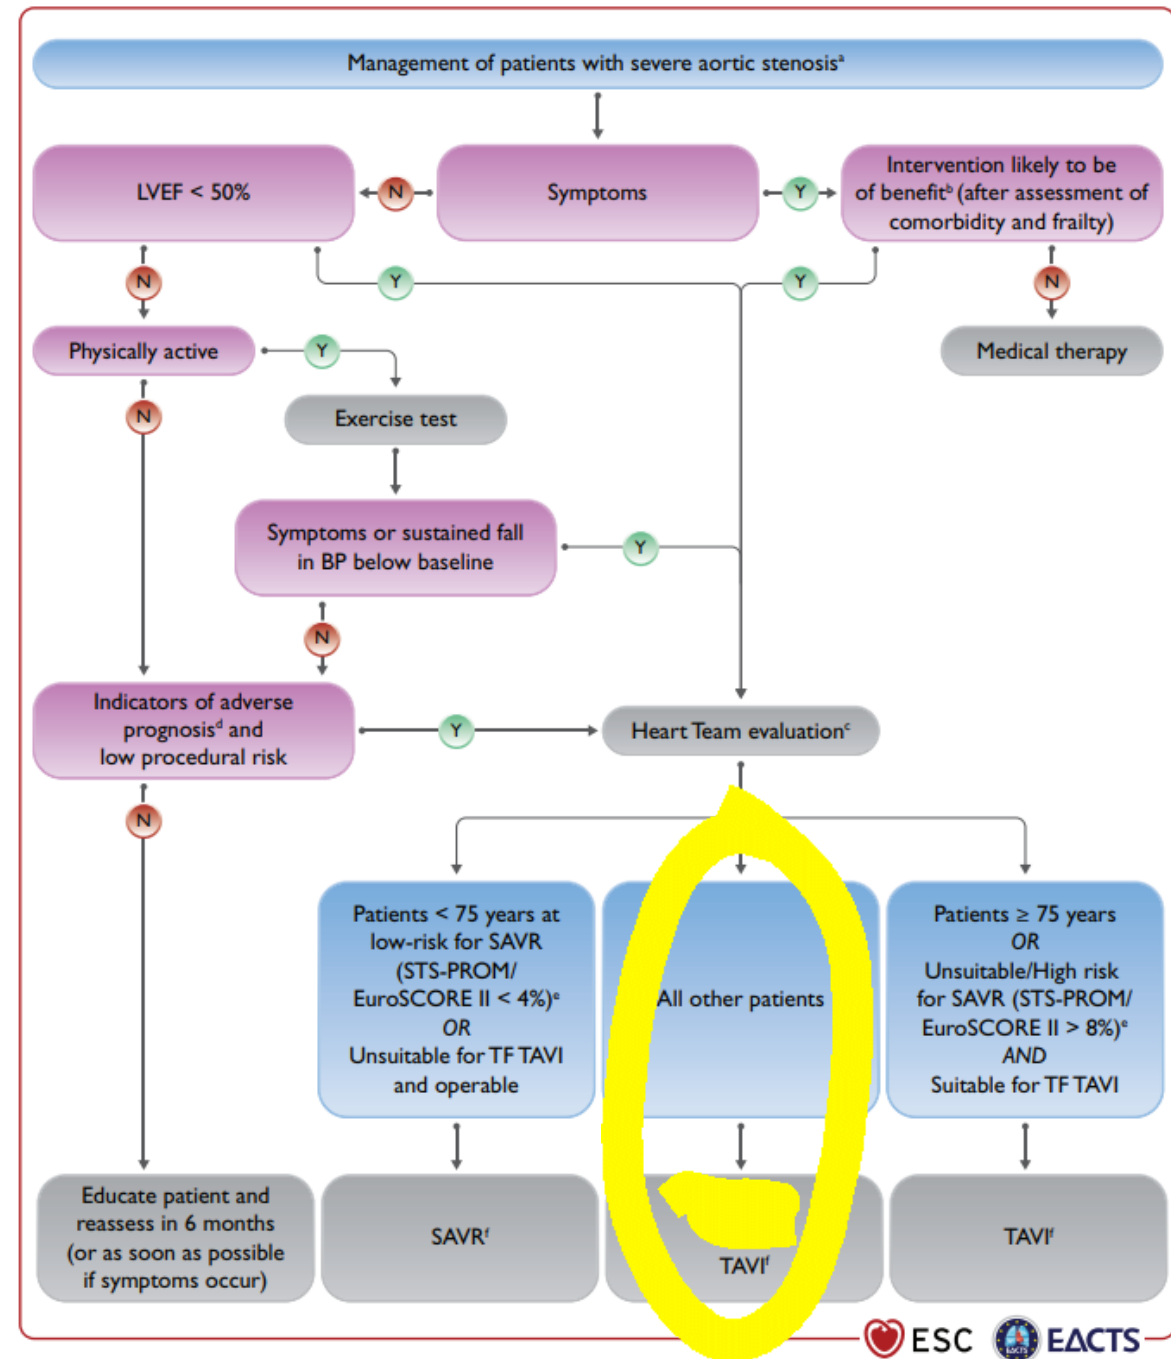 Management of patients with severe aortic stenosisᵃ
LVEF < 50%
N
Symptoms
Y
Intervention likely to be
of benefitᵇ (after assessment of
comorbidity and frailty)
N
Y
Y
N
Physically active
Y
Medical therapy
N
Exercise test
Symptoms or sustained fall
in BP below baseline
Y
N
Indicators of adverse
prognosisᵈ and
low procedural risk
Y
Heart Team evaluationᶜ
N
Patients < 75 years at
low-risk for SAVR
(STS-PROM/
EuroSCORE II < 4%)ᵉ
OR
Unsuitable for TF TAVI
and operable
All other patients
Patients ≥ 75 years
OR
Unsuitable/High risk
for SAVR (STS-PROM/
EuroSCORE II > 8%)ᵉ
AND
Suitable for TF TAVI
Educate patient and
reassess in 6 months
(or as soon as possible
if symptoms occur)
SAVRᶠ
TAVIᶠ
TAVIᶠ
ESC
EACTS
EΔCTS